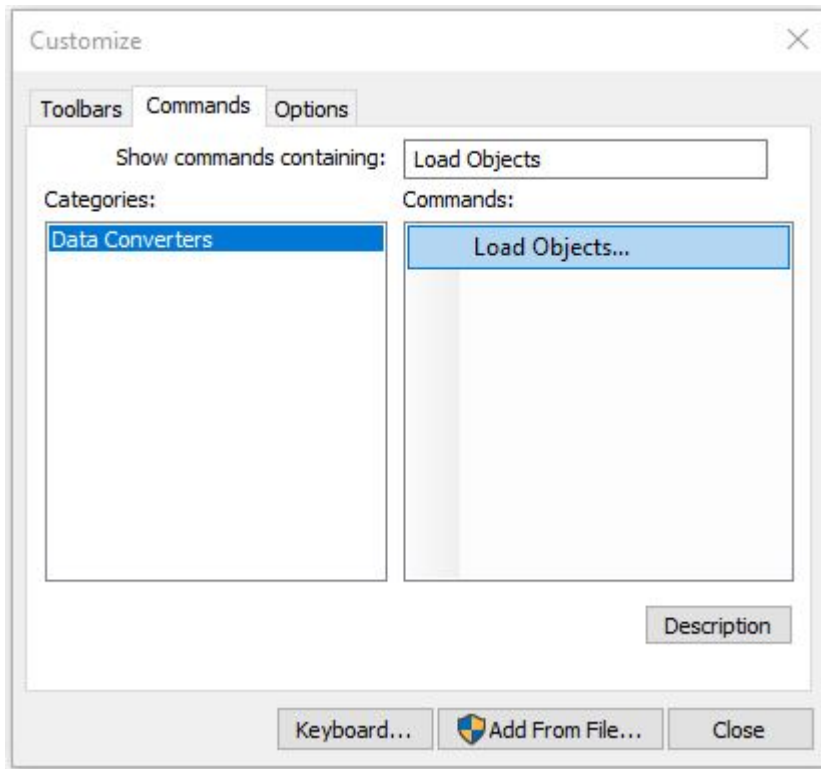 Customize
Toolbars Commands Options
Show commands containing: Load Objects
Categories: Commands:
Data Converters Load Objects...
Description
Keyboard... Add From File... Close